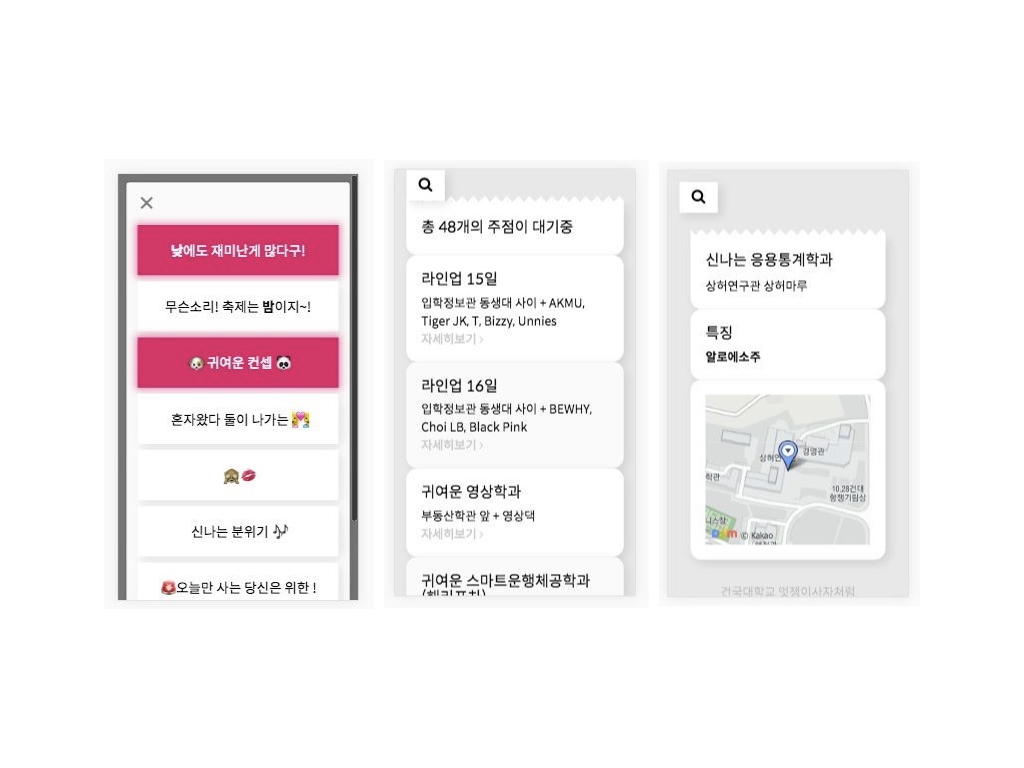 낮에도 재미난게 많다구!
무슨소리! 축제는 밤이지~!
🐶 귀여운 컨셉 🐼
혼자왔다 둘이 나가는 💏
🙈💋
신나는 분위기 🎶
🚨오늘만 사는 당신은 위한 !
총 48개의 주점이 대기중
라인업 15일
입학정보관 동생대 사이 + AKMU,
Tiger JK, T, Bizzy, Unnies
자세히보기 ›
라인업 16일
입학정보관 동생대 사이 + BEWHY,
Choi LB, Black Pink
자세히보기 ›
귀여운 영상학과
부동산학관 앞 + 영상댁
자세히보기 ›
귀여운 스마트운행체공학과
신나는 응용통계학과
상허연구관 상허마루
특징
알로에소주
상허연
경영관
학관
10.28건대
항쟁기림상
© Kakao
건국대학교 멋쟁이사자처럼